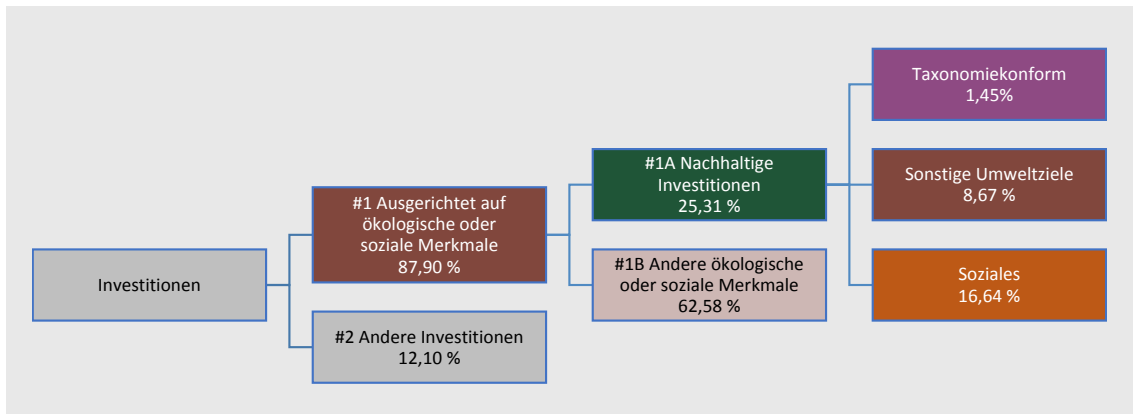 Investitionen
#1 Ausgerichtet auf
ökologische oder
soziale Merkmale
87,90 %
#2 Andere Investitionen
12,10 %
#1A Nachhaltige
Investitionen
25,31 %
#1B Andere ökologische
oder soziale Merkmale
62,58 %
Taxonomiekonform
1,45%
Sonstige Umweltziele
8,67 %
Soziales
16,64 %